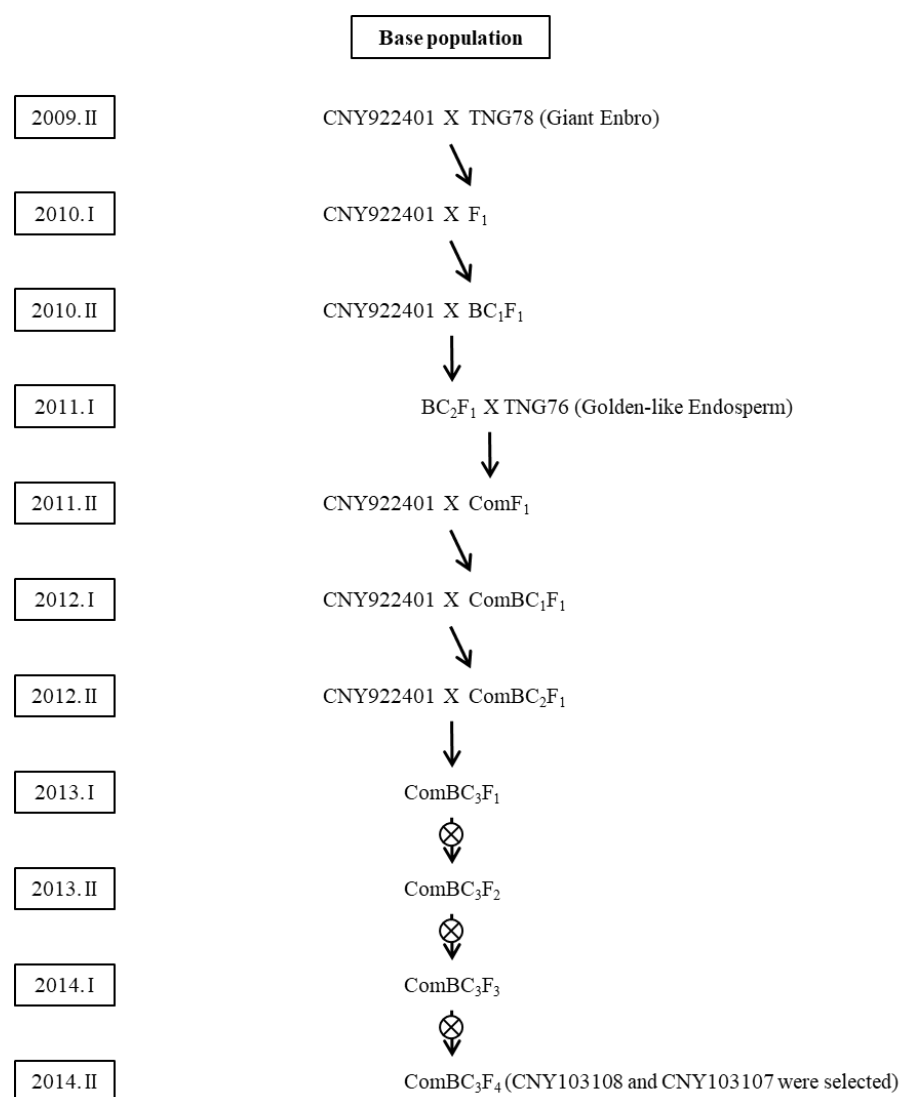 Base population
2009.II CNY922401 X TNG78 (Giant Enbro)
2010.I CNY922401 X F₁
2010.II CNY922401 X BC₁F₁
2011.I BC₂F₁ X TNG76 (Golden-like Endosperm)
2011.II CNY922401 X ComF₁
2012.I CNY922401 X ComBC₁F₁
2012.II CNY922401 X ComBC₂F₁
2013.I ComBC₃F₁
2013.II ComBC₃F₂
2014.I ComBC₃F₃
2014.II ComBC₃F₄ (CNY103108 and CNY103107 were selected)